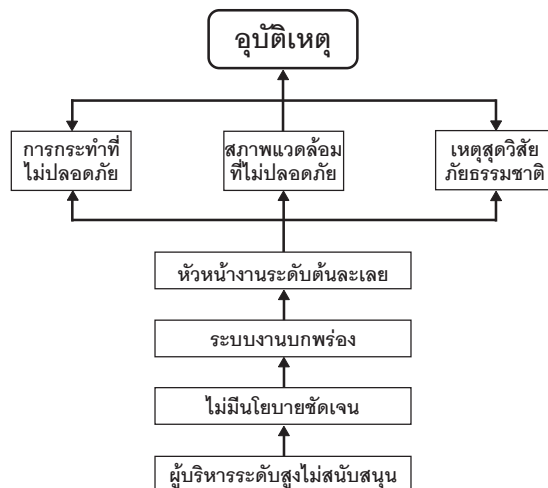 อุบัติเหตุ
การกระทำที่
ไม่ปลอดภัย
สภาพแวดล้อม
ที่ไม่ปลอดภัย
เหตุสุดวิสัย
ภัยธรรมชาติ
หัวหน้างานระดับต้นละเลย
ระบบงานบกพร่อง
ไม่มีนโยบายชัดเจน
ผู้บริหารระดับสูงไม่สนับสนุน